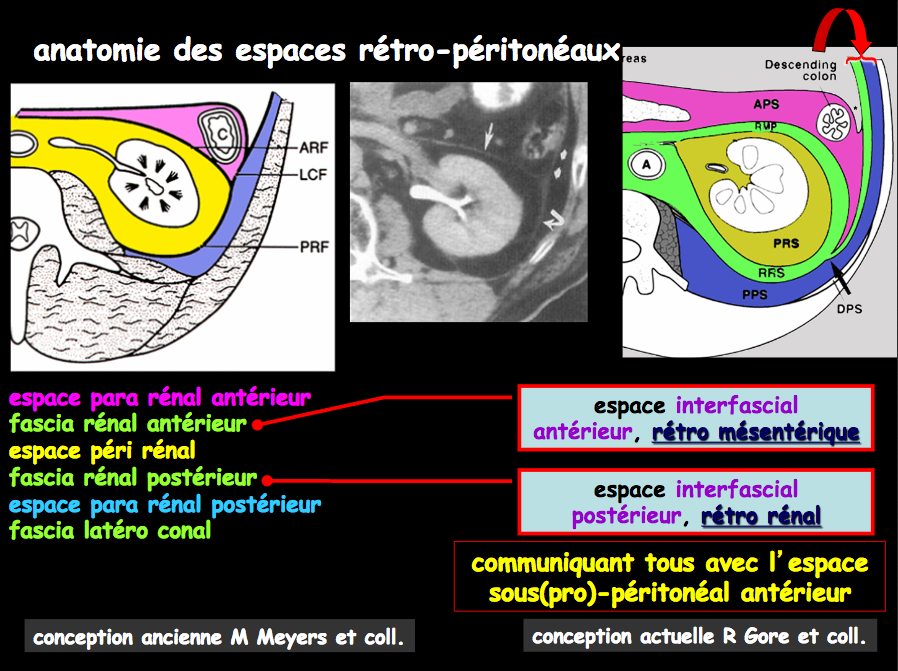 anatomie des espaces rétro-péritonéaux
C
ARF
LCF
PRF
reas
Descending
colon
APS
*
RMP
A
PRS
RRS
PPS
DPS
espace para rénal antérieur
fascia rénal antérieur
espace péri rénal
fascia rénal postérieur
espace para rénal postérieur
fascia latéro conal
espace interfascial
antérieur, rétro mésentérique
espace interfascial
postérieur, rétro rénal
communiquant tous avec l'espace
sous(pro)-péritonéal antérieur
conception ancienne M Meyers et coll.
conception actuelle R Gore et coll.